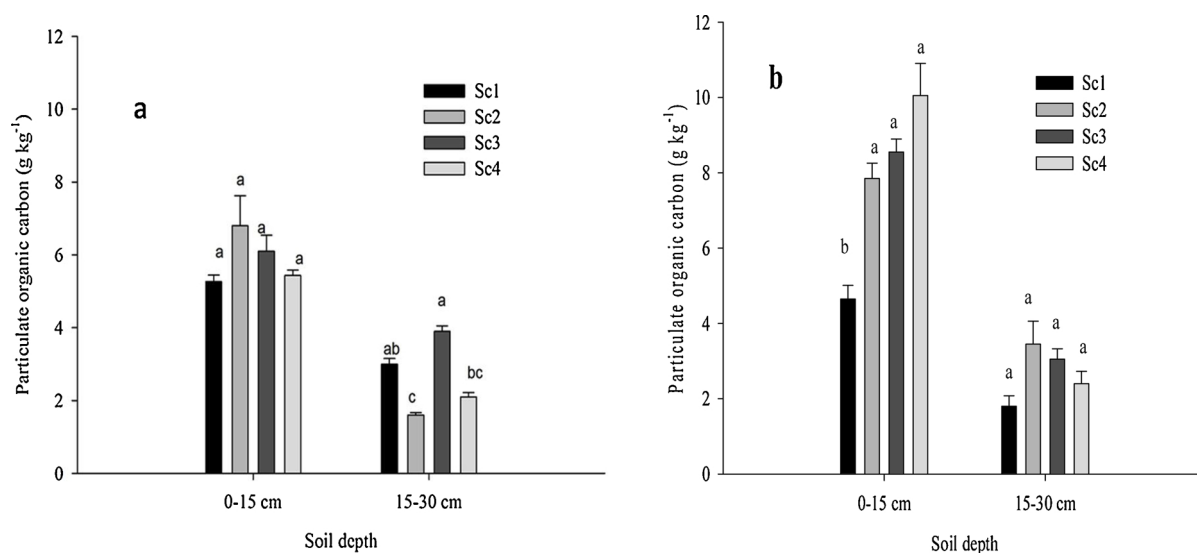 12
10
8
6
4
2
0
Particulate organic carbon (g kg-1)
a
Sc1
Sc2
Sc3
Sc4
a
a
a
a
ab
c
a
bc
0-15 cm
15-30 cm
Soil depth
12
10
8
6
4
2
0
Particulate organic carbon (g kg-1)
b
Sc1
Sc2
Sc3
Sc4
b
a
a
a
a
a
a
a
0-15 cm
15-30 cm
Soil depth